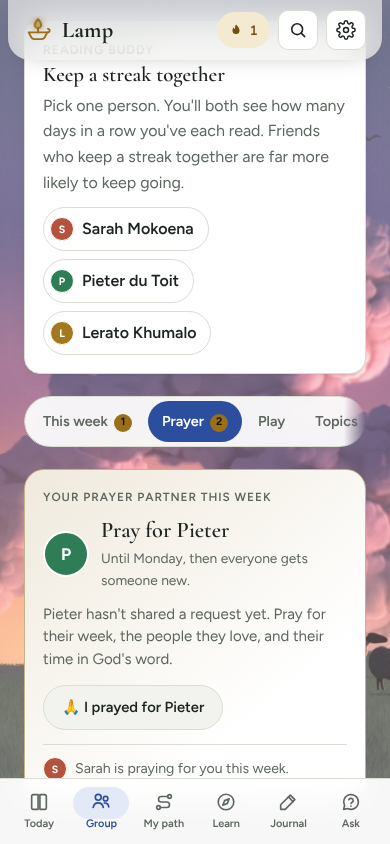 Lamp
1
READING BUDDY
Keep a streak together
Pick one person. You'll both see how many
days in a row you've each read. Friends
who keep a streak together are far more
likely to keep going.
S Sarah Mokoena
P Pieter du Toit
L Lerato Khumalo
This week 1 Prayer 2 Play Topics
YOUR PRAYER PARTNER THIS WEEK
P
Pray for Pieter
Until Monday, then everyone gets
someone new.
Pieter hasn't shared a request yet. Pray for
their week, the people they love, and their
time in God's word.
🙏 I prayed for Pieter
S Sarah is praying for you this week.
Today Group My path Learn Journal Ask